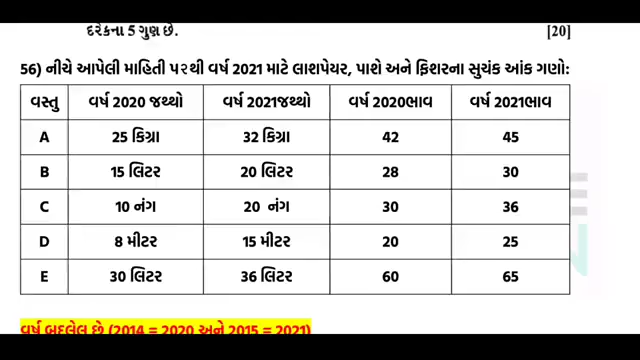 દરેકના 5 ગુણ છે. [20]
56) નીચે આપેલી માહિતી પરથી વર્ષ 2021 માટે લાશપેયર, પાશે અને ફિશરના સુચંક આંક ગણો:
વસ્તુ વર્ષ 2020 જથ્થો વર્ષ 2021જથ્થો વર્ષ 2020ભાવ વર્ષ 2021ભાવ
A 25 કિગ્રા 32 કિગ્રા 42 45
B 15 લિટર 20 લિટર 28 30
C 10 નંગ 20 નંગ 30 36
D 8 મીટર 15 મીટર 20 25
E 30 લિટર 36 લિટર 60 65
વર્ષ બદલેલ છે (2014 = 2020 અને 2015 = 2021)